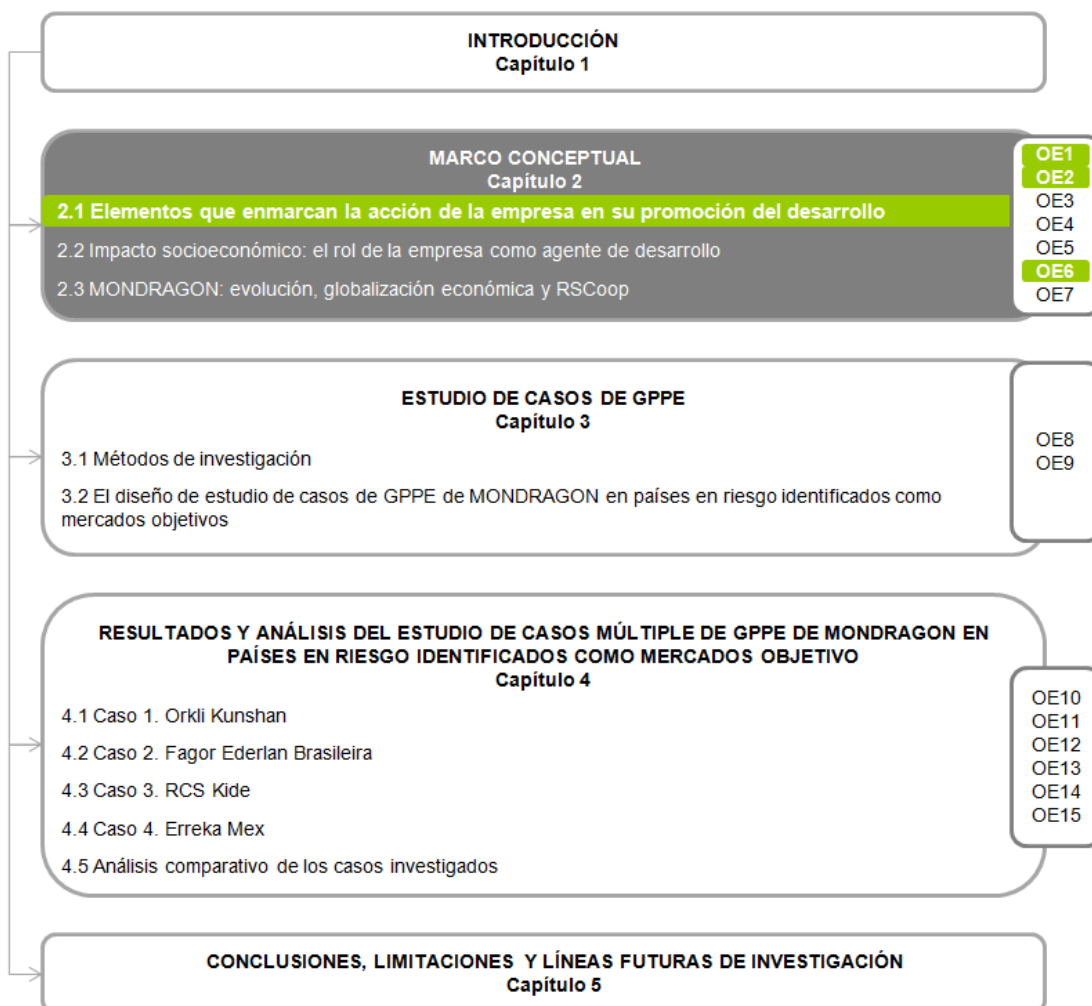 INTRODUCCIÓN
Capítulo 1
MARCO CONCEPTUAL
Capítulo 2
2.1 Elementos que enmarcan la acción de la empresa en su promoción del desarrollo
2.2 Impacto socioeconómico: el rol de la empresa como agente de desarrollo
2.3 MONDRAGON: evolución, globalización económica y RSCoop
OE1
OE2
OE3
OE4
OE5
OE6
OE7
ESTUDIO DE CASOS DE GPPE
Capítulo 3
3.1 Métodos de investigación
3.2 El diseño de estudio de casos de GPPE de MONDRAGON en países en riesgo identificados como
mercados objetivos
OE8
OE9
RESULTADOS Y ANÁLISIS DEL ESTUDIO DE CASOS MÚLTIPLE DE GPPE DE MONDRAGON EN
PAÍSES EN RIESGO IDENTIFICADOS COMO MERCADOS OBJETIVO
Capítulo 4
4.1 Caso 1. Orkli Kunshan
4.2 Caso 2. Fagor Ederlan Brasileira
4.3 Caso 3. RCS Kide
4.4 Caso 4. Erreka Mex
4.5 Análisis comparativo de los casos investigados
OE10
OE11
OE12
OE13
OE14
OE15
CONCLUSIONES, LIMITACIONES Y LÍNEAS FUTURAS DE INVESTIGACIÓN
Capítulo 5